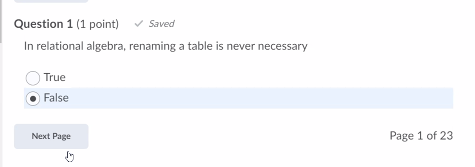 Question 1 (1 point) ✓ Saved
In relational algebra, renaming a table is never necessary
True
False
Next Page
Page 1 of 23